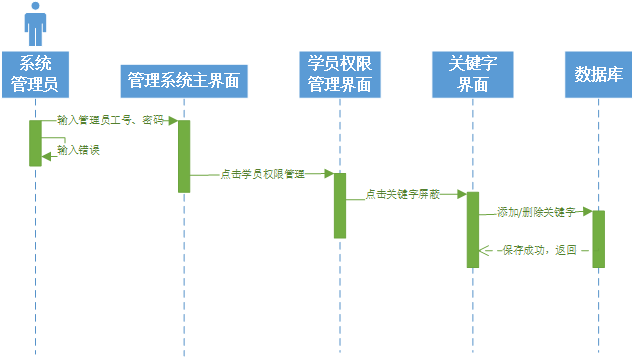 系统
管理员
管理系统主界面
学员权限
管理界面
关键字
界面
数据库
输入管理员工号、密码
输入错误
点击学员权限管理
点击关键字屏蔽
添加/删除关键字
保存成功，返回